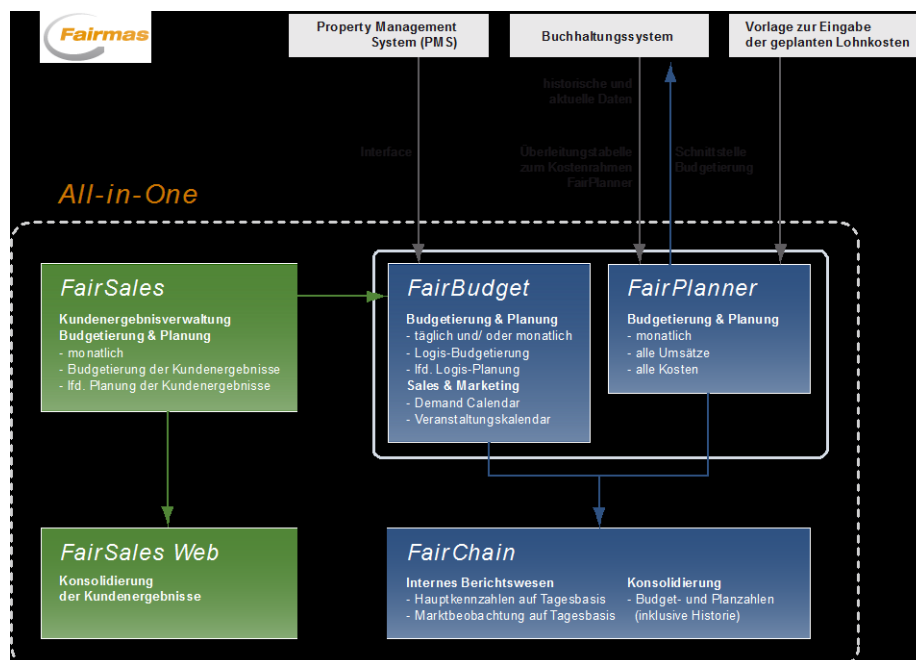 Fairmas
Property Management
System (PMS)
Buchhaltungssystem
Vorlage zur Eingabe
der geplanten Lohnkosten
historische und
aktuelle Daten
Interface
Überleitungstabelle
zum Kostenrahmen
FairPlanner
Schnittstelle
Budgetierung
All-in-One
FairSales
Kundenergebnisverwaltung
Budgetierung & Planung
- monatlich
- Budgetierung der Kundenergebnisse
- lfd. Planung der Kundenergebnisse
FairBudget
Budgetierung & Planung
- täglich und/ oder monatlich
- Logis-Budgetierung
- lfd. Logis-Planung
Sales & Marketing
- Demand Calendar
- Veranstaltungskalendar
FairPlanner
Budgetierung & Planung
- monatlich
- alle Umsätze
- alle Kosten
FairSales Web
Konsolidierung
der Kundenergebnisse
FairChain
Internes Berichtswesen
- Hauptkennzahlen auf Tagesbasis
- Marktbeobachtung auf Tagesbasis
Konsolidierung
- Budget- und Planzahlen
(inklusive Historie)